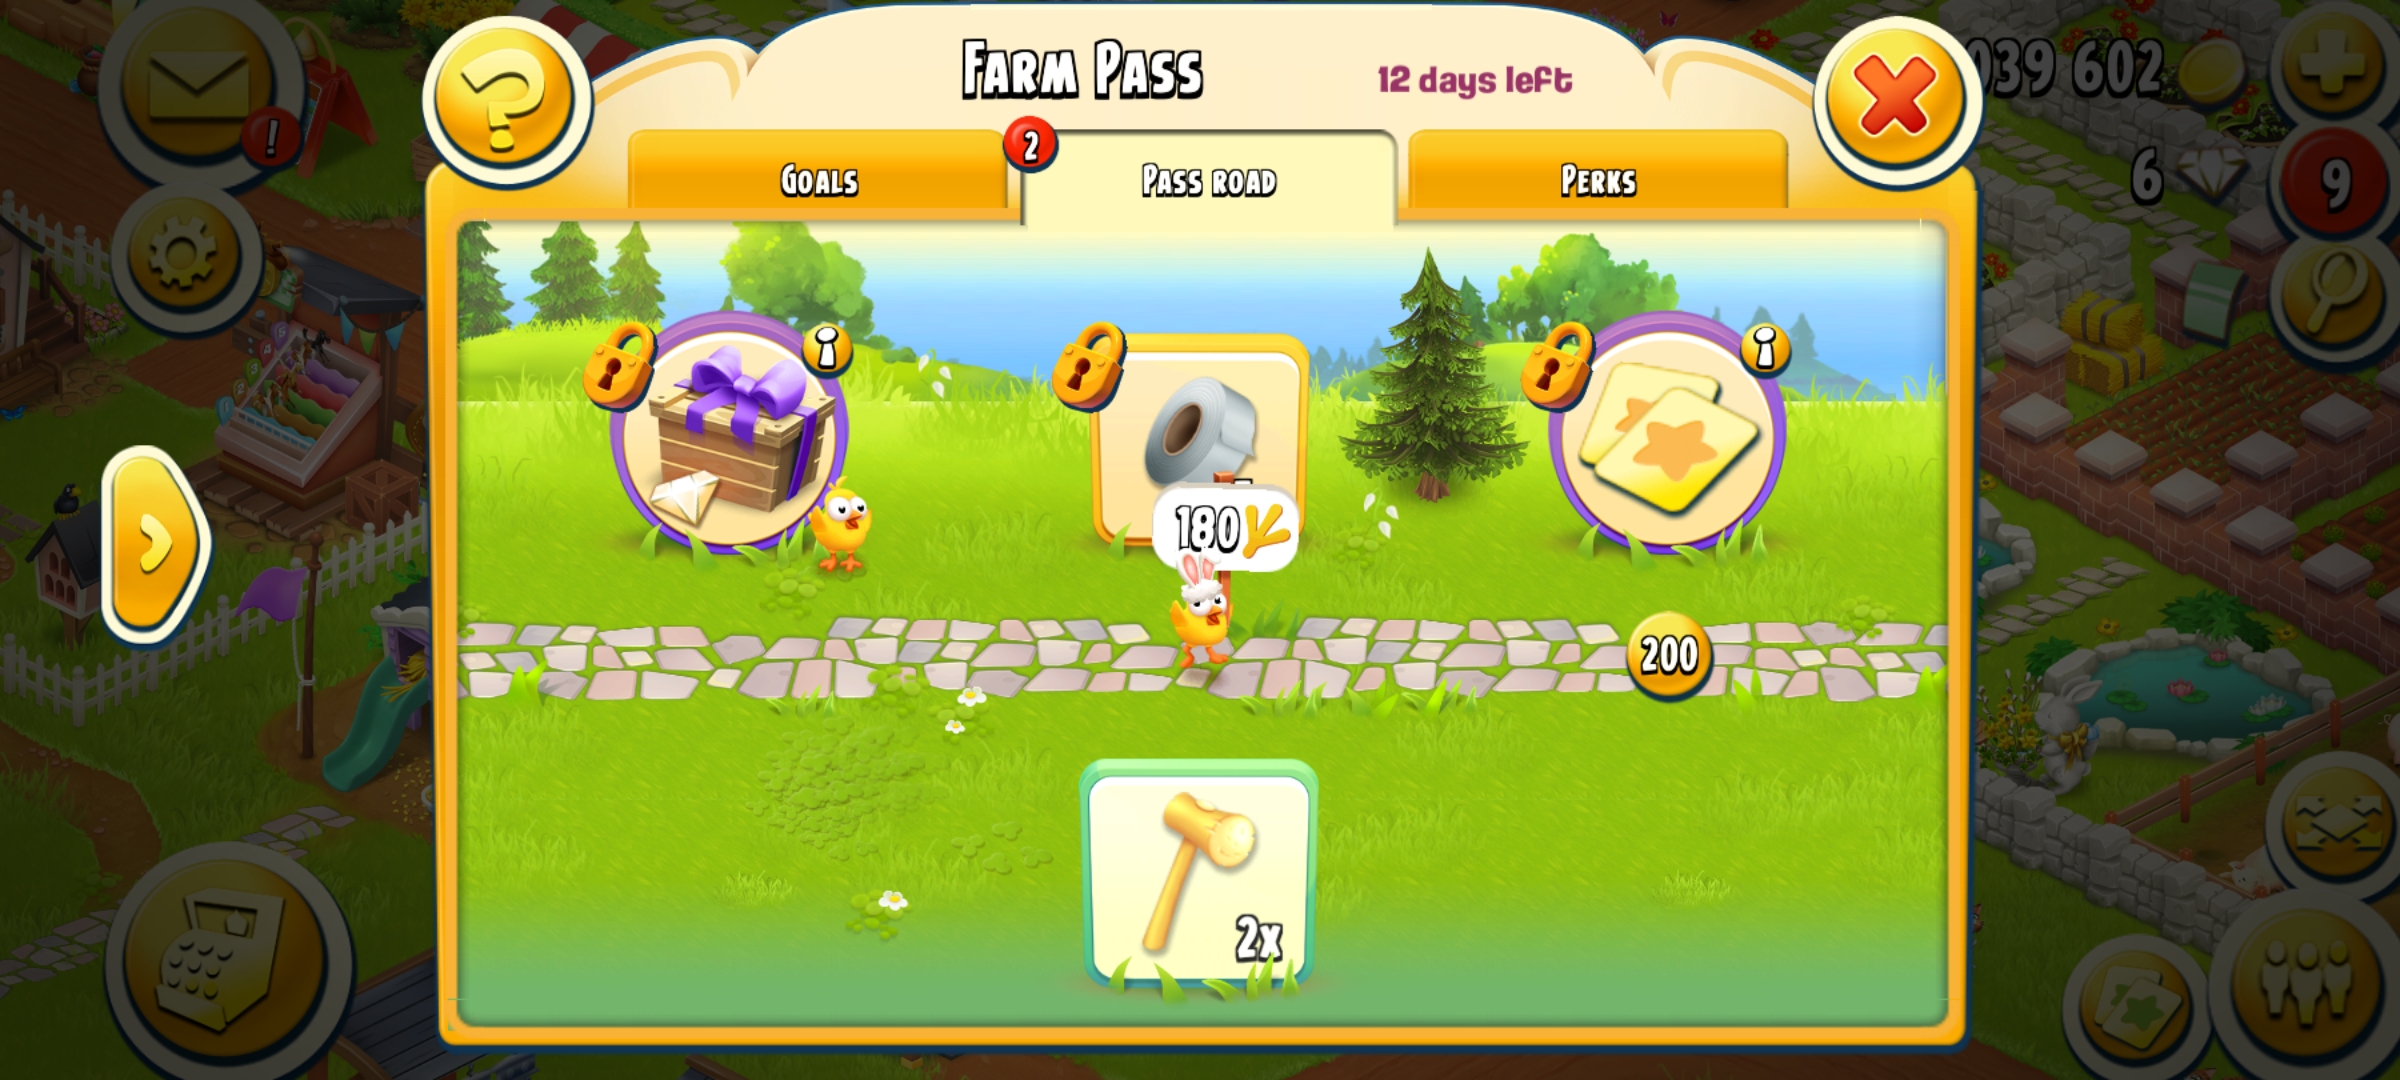 FARM PASS
12 days left
GOALS
2
PASS ROAD
PERKS
039 602
6
9
!
180
200
2x